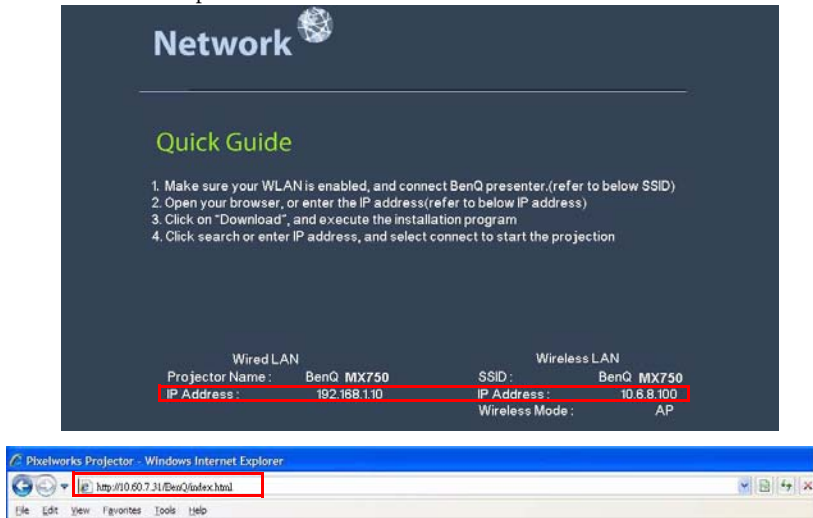 Network
Quick Guide
1. Make sure your WLAN is enabled, and connect BenQ presenter.(refer to below SSID)
2. Open your browser, or enter the IP address(refer to below IP address)
3. Click on "Download", and execute the installation program
4. Click search or enter IP address, and select connect to start the projection
Wired LAN Wireless LAN
Projector Name : BenQ MX750 SSID : BenQ MX750
IP Address : 192.168.1.10 IP Address : 10.6.8.100
Wireless Mode : AP
Pixelworks Projector - Windows Internet Explorer
http://10.60.7.31/BenQ/index.html
File Edit View Favorites Tools Help